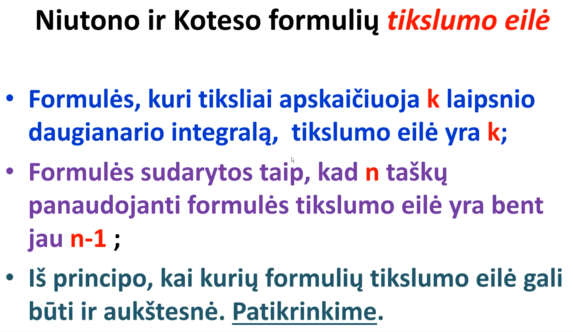 Niutono ir Koteso formulių tikslumo eilė
• Formulės, kuri tiksliai apskaičiuoja k laipsnio
daugianario integralą, tikslumo eilė yra k;
• Formulės sudarytos taip, kad n taškų
panaudojanti formulės tikslumo eilė yra bent
jau n-1 ;
• Iš principo, kai kurių formulių tikslumo eilė gali
būti ir aukštesnė. Patikrinkime.